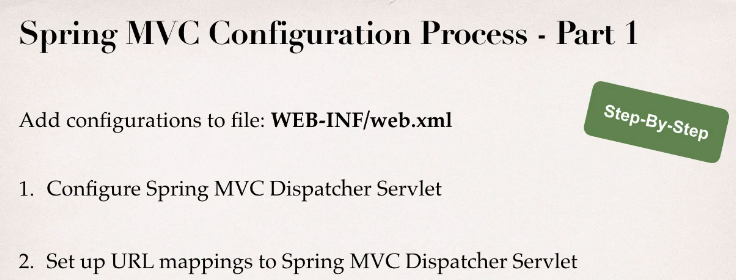 Spring MVC Configuration Process - Part 1
Add configurations to file: WEB-INF/web.xml
Step-By-Step
1. Configure Spring MVC Dispatcher Servlet
2. Set up URL mappings to Spring MVC Dispatcher Servlet